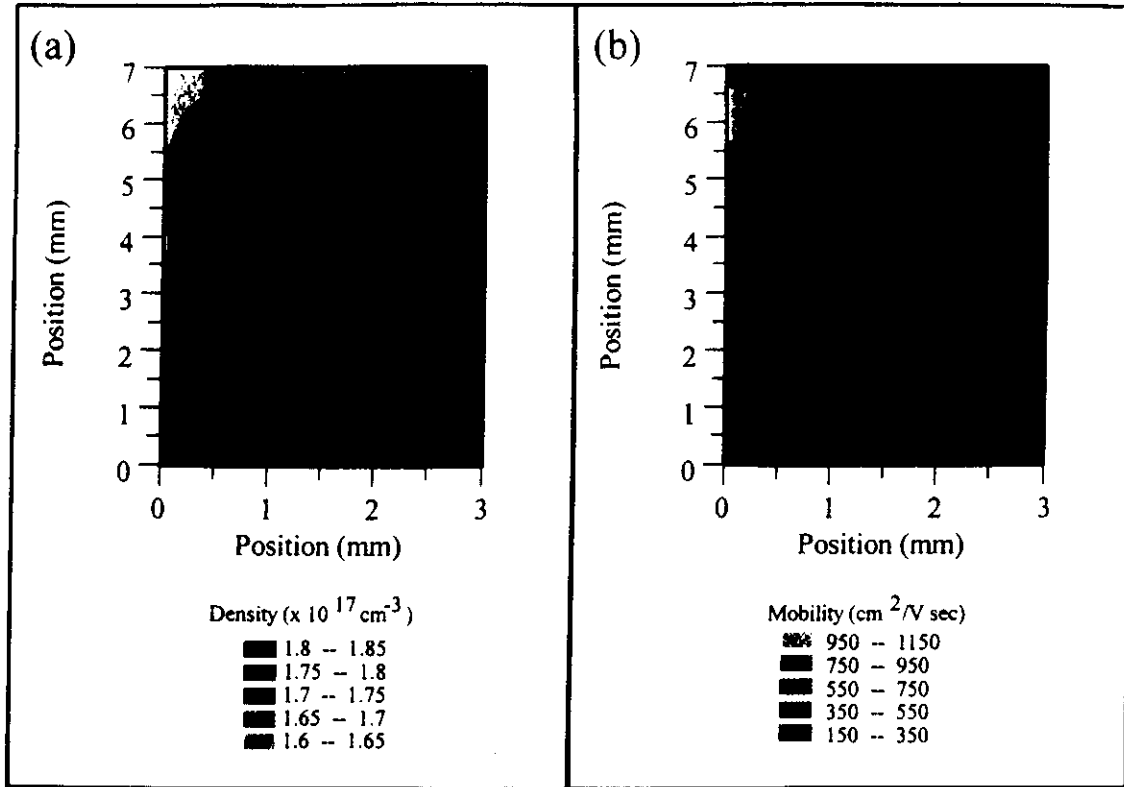 (a)
7
6
5
4
3
2
1
0
Position (mm)
0 1 2 3
Position (mm)
Density (x 10 17 cm-3 )
1.8 -- 1.85
1.75 -- 1.8
1.7 -- 1.75
1.65 -- 1.7
1.6 -- 1.65
(b)
7
6
5
4
3
2
1
0
Position (mm)
0 1 2 3
Position (mm)
Mobility (cm 2/V sec)
950 -- 1150
750 -- 950
550 -- 750
350 -- 550
150 -- 350